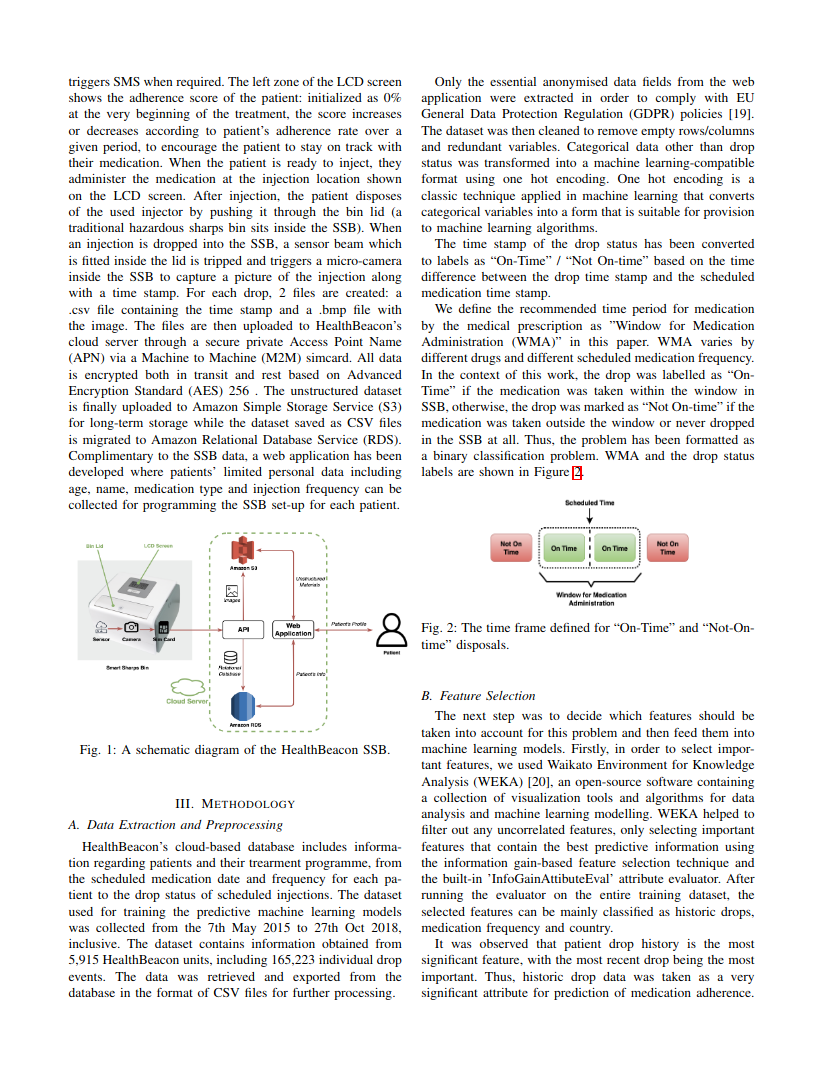 triggers SMS when required. The left zone of the LCD screen
shows the adherence score of the patient: initialized as 0%
at the very beginning of the treatment, the score increases
or decreases according to patient's adherence rate over a
given period, to encourage the patient to stay on track with
their medication. When the patient is ready to inject, they
administer the medication at the injection location shown
on the LCD screen. After injection, the patient disposes
of the used injector by pushing it through the bin lid (a
traditional hazardous sharps bin sits inside the SSB). When
an injection is dropped into the SSB, a sensor beam which
is fitted inside the lid is tripped and triggers a micro-camera
inside the SSB to capture a picture of the injection along
with a time stamp. For each drop, 2 files are created: a
.csv file containing the time stamp and a .bmp file with
the image. The files are then uploaded to HealthBeacon's
cloud server through a secure private Access Point Name
(APN) via a Machine to Machine (M2M) simcard. All data
is encrypted both in transit and rest based on Advanced
Encryption Standard (AES) 256 . The unstructured dataset
is finally uploaded to Amazon Simple Storage Service (S3)
for long-term storage while the dataset saved as CSV files
is migrated to Amazon Relational Database Service (RDS).
Complimentary to the SSB data, a web application has been
developed where patients' limited personal data including
age, name, medication type and injection frequency can be
collected for programming the SSB set-up for each patient.
Bin Lid
LCD Screen
Sensor
Camera
Sim Card
Smart Sharps Bin
Amazon S3
Images
Unstructured
Materials
API
Web
Application
Patient's Profile
Patient
Relational
Database
Patient's Info
Cloud Server
Amazon RDS
Fig. 1: A schematic diagram of the HealthBeacon SSB.
III. METHODOLOGY
A. Data Extraction and Preprocessing
HealthBeacon's cloud-based database includes informa-
tion regarding patients and their trearment programme, from
the scheduled medication date and frequency for each pa-
tient to the drop status of scheduled injections. The dataset
used for training the predictive machine learning models
was collected from the 7th May 2015 to 27th Oct 2018,
inclusive. The dataset contains information obtained from
5,915 HealthBeacon units, including 165,223 individual drop
events. The data was retrieved and exported from the
database in the format of CSV files for further processing.
Only the essential anonymised data fields from the web
application were extracted in order to comply with EU
General Data Protection Regulation (GDPR) policies [19].
The dataset was then cleaned to remove empty rows/columns
and redundant variables. Categorical data other than drop
status was transformed into a machine learning-compatible
format using one hot encoding. One hot encoding is a
classic technique applied in machine learning that converts
categorical variables into a form that is suitable for provision
to machine learning algorithms.
The time stamp of the drop status has been converted
to labels as “On-Time” / “Not On-time” based on the time
difference between the drop time stamp and the scheduled
medication time stamp.
We define the recommended time period for medication
by the medical prescription as ”Window for Medication
Administration (WMA)” in this paper. WMA varies by
different drugs and different scheduled medication frequency.
In the context of this work, the drop was labelled as “On-
Time” if the medication was taken within the window in
SSB, otherwise, the drop was marked as “Not On-time” if the
medication was taken outside the window or never dropped
in the SSB at all. Thus, the problem has been formatted as
a binary classification problem. WMA and the drop status
labels are shown in Figure 2.
Scheduled Time
Not On
Time
On Time
On Time
Not On
Time
Window for Medication
Administration
Fig. 2: The time frame defined for “On-Time” and “Not-On-
time” disposals.
B. Feature Selection
The next step was to decide which features should be
taken into account for this problem and then feed them into
machine learning models. Firstly, in order to select impor-
tant features, we used Waikato Environment for Knowledge
Analysis (WEKA) [20], an open-source software containing
a collection of visualization tools and algorithms for data
analysis and machine learning modelling. WEKA helped to
filter out any uncorrelated features, only selecting important
features that contain the best predictive information using
the information gain-based feature selection technique and
the built-in 'InfoGainAttibuteEval' attribute evaluator. After
running the evaluator on the entire training dataset, the
selected features can be mainly classified as historic drops,
medication frequency and country.
It was observed that patient drop history is the most
significant feature, with the most recent drop being the most
important. Thus, historic drop data was taken as a very
significant attribute for prediction of medication adherence.